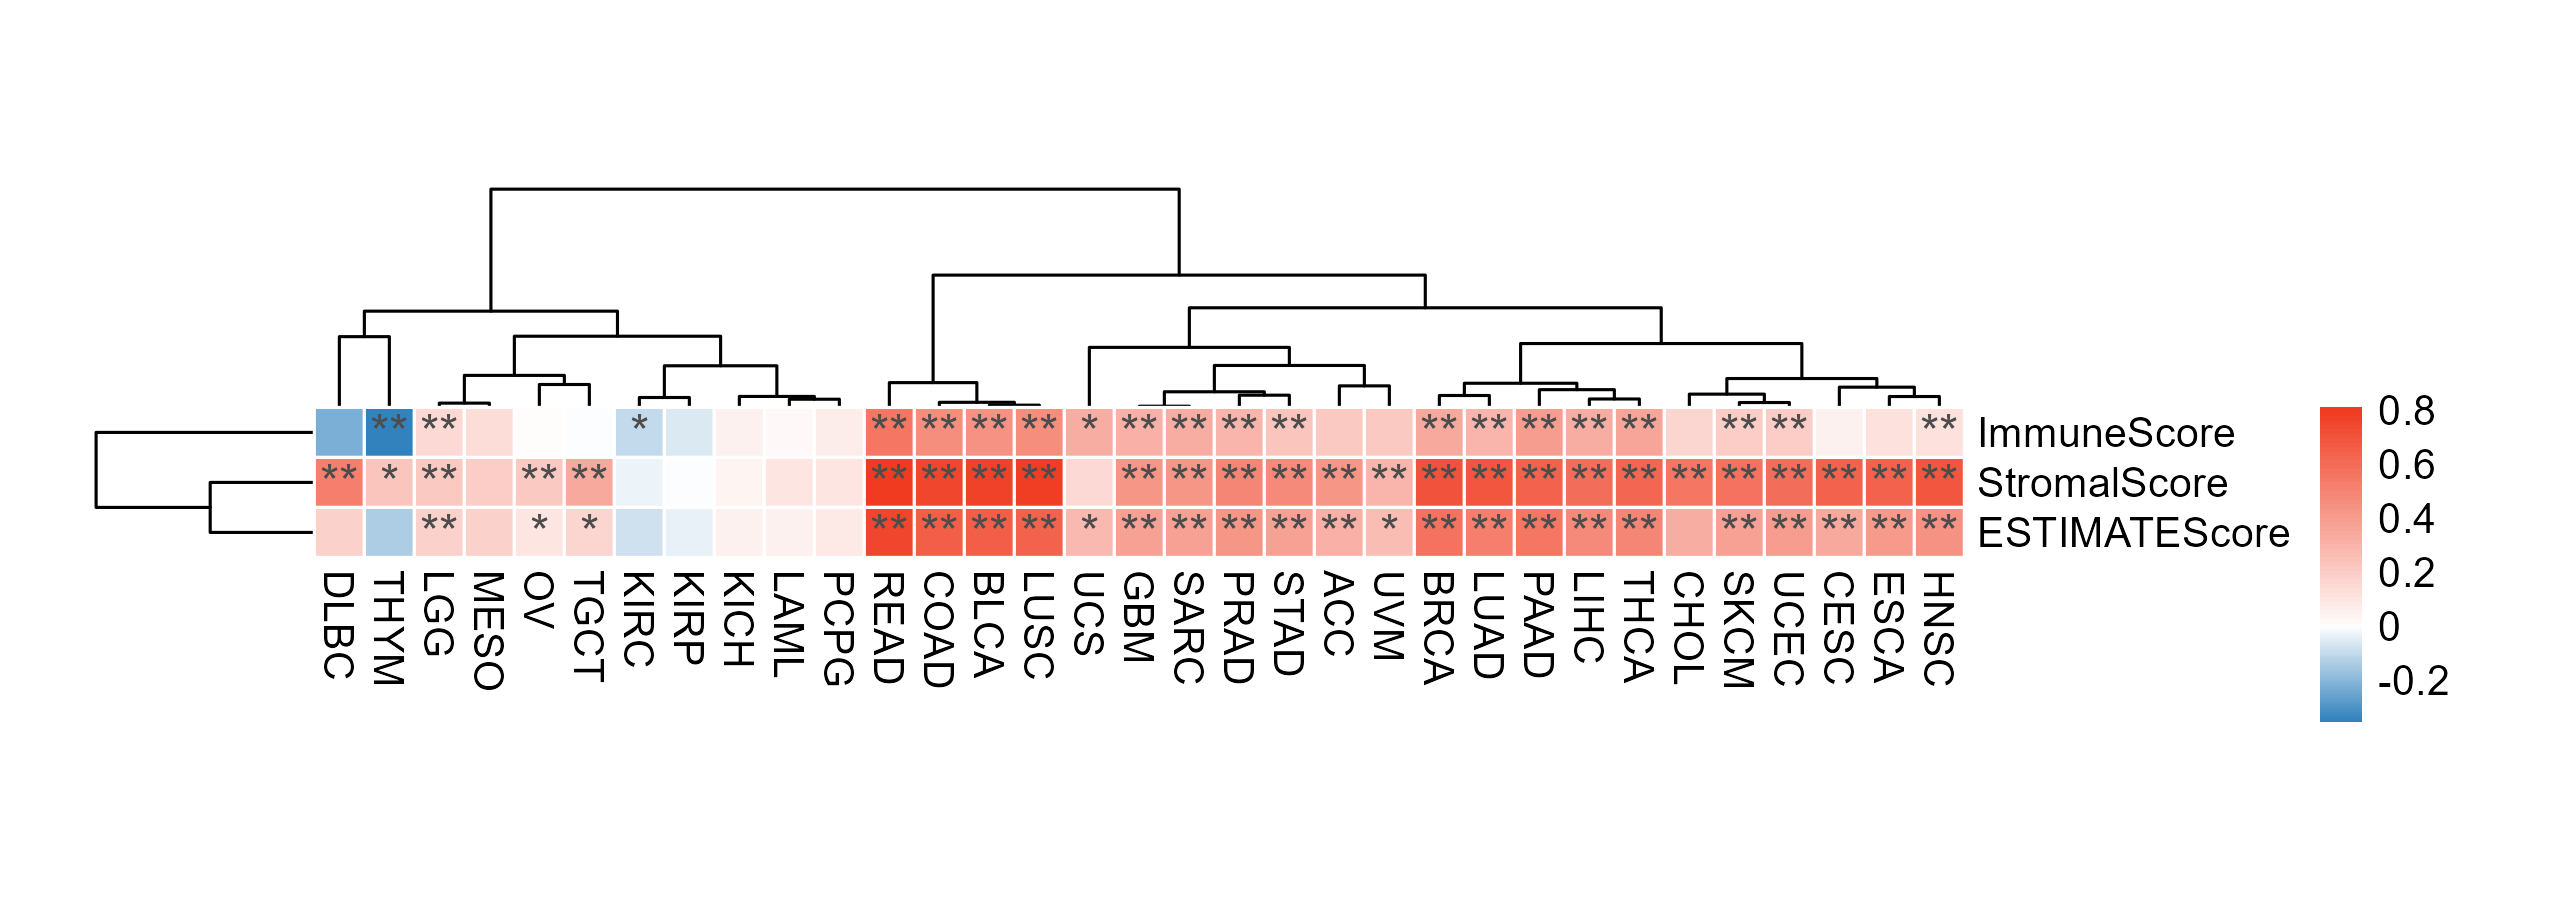 ** ** * ** ** ** ** * ** ** ** ** ** ** ** ** ** ** ** ** ** ImmuneScore
** * ** ** ** ** ** ** ** ** ** ** ** ** ** ** ** ** ** ** ** ** ** ** ** ** ** StromalScore
** * * ** ** ** ** * ** ** ** ** ** * ** ** ** ** ** ** ** ** ** ** ESTIMATEScore
DLBC THYM LGG MESO OV TGCT KIRC KIRP KICH LAML PCPG READ COAD BLCA LUSC UCS GBM SARC PRAD STAD ACC UVM BRCA LUAD PAAD LIHC THCA CHOL SKCM UCEC CESC ESCA HNSC
0.8
0.6
0.4
0.2
0
-0.2